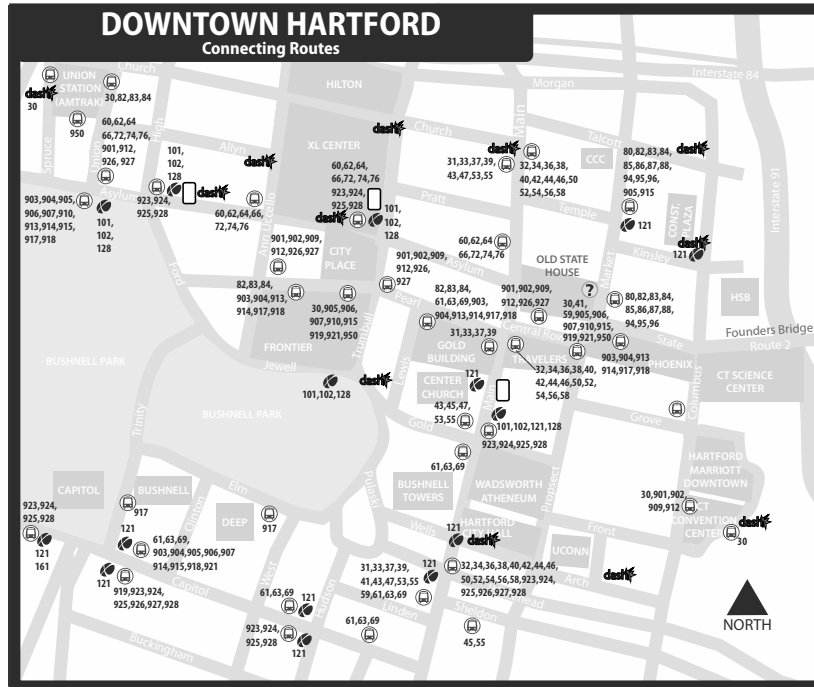 DOWNTOWN HARTFORD
Connecting Routes
Church
Interstate 84
UNION
STATION
(AMTRAK)
dash
30
30,82,83,84
High
HILTON
Morgan
Main
950
60,62,64
66,72,74,76,
901,912,
926, 927
Spruce
Union
101,
102,
128
dash
Allyn
dash
XL CENTER
dash
Church
dash
31,33,37,39,
43,47,53,55
32,34,36,38,
40,42,44,46,50
52,54,56,58
Talcott
CCC
80,82,83,84,
85,86,87,88,
94,95,96,
905,915
dash
Interstate 91
60,62,64,
66,72,74,76
923,924,
925,928
Pratt
Temple
121
CONST.
PLAZA
903,904,905,
906,907,910,
913,914,915,
917,918
Asylum
101,
102,
128
923,924,
925,928
60,62,64,66,
72,74,76
Ann Uccello
dash
101,
102,
128
60,62,64
66,72,74,76
Market
Kinsley
dash
121
Ford
901,902,909,
912,926,927
CITY
PLACE
901,902,909,
912,926,
927
Asylum
OLD STATE
HOUSE
?
HSB
82,83,84,
903,904,913,
914,917,918
30,905,906,
907,910,915
919,921,950
Pearl
82,83,84,
61,63,69,903,
904,913,914,917,918
901,902,909,
912,926,927
30,41,
59,905,906,
907,910,915,
919,921,950
80,82,83,84,
85,86,87,88,
94,95,96
State
Founders Bridge
Route 2
BUSHNELL PARK
FRONTIER
Jewell
Trumbull
Lewis
31,33,37,39
GOLD
BUILDING
Central Row
TRAVELERS
903,904,913
914,917,918
PHOENIX
Columbus
CT SCIENCE
CENTER
101,102,128
dash
CENTER
CHURCH
121
Main
32,34,36,38,40,
42,44,46,50,52,
54,56,58
BUSHNELL PARK
Trinity
43,45,47,
53,55
Gold
101,102,121,128
923,924,925,928
Grove
61,63,69
HARTFORD
MARRIOTT
DOWNTOWN
CAPITOL
BUSHNELL
Clinton
Elm
Pulaski
BUSHNELL
TOWERS
WADSWORTH
ATHENEUM
Prospect
30,901,902,
909,912
CT
CONVENTION
CENTER
dash
30
923,924,
925,928
917
DEEP
917
Wells
121
dash
HARTFORD
CITY HALL
Front
121
161
121
61,63,69,
903,904,905,906,907
914,915,918,921
UCONN
121
919,923,924,
925,926,927,928
Capitol
West
Hudson
31,33,37,39,
41,43,47,53,55
59,61,63,69
121
32,34,36,38,40,42,44,46,
50,52,54,56,58,923,924,
925,926,927,928
Arch
dash
61,63,69
121
Linden
Sheldon
NORTH
Buckingham
923,924,
925,928
121
61,63,69
45,55